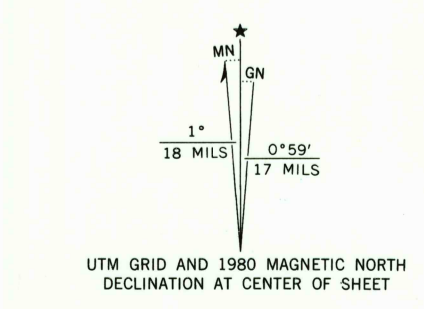 MN
GN
1°
18 MILS
0°59′
17 MILS
UTM GRID AND 1980 MAGNETIC NORTH
DECLINATION AT CENTER OF SHEET